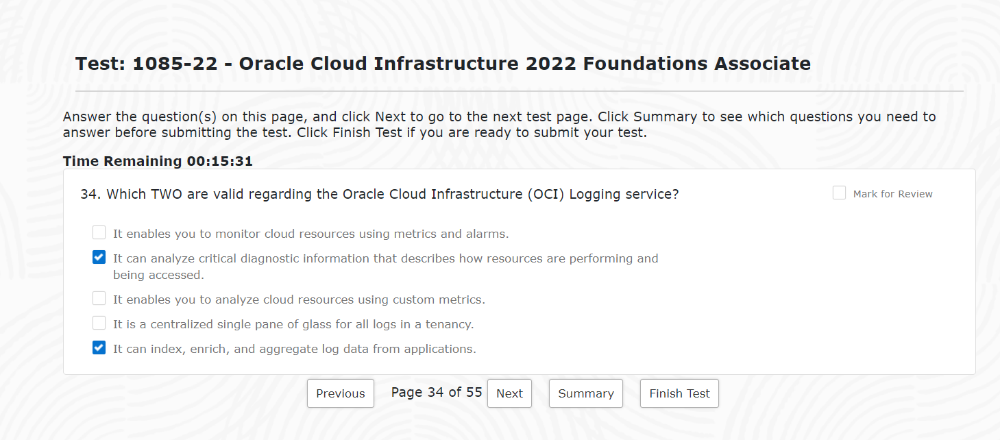 Test: 1085-22 - Oracle Cloud Infrastructure 2022 Foundations Associate
Answer the question(s) on this page, and click Next to go to the next test page. Click Summary to see which questions you need to
answer before submitting the test. Click Finish Test if you are ready to submit your test.
Time Remaining 00:15:31
34. Which TWO are valid regarding the Oracle Cloud Infrastructure (OCI) Logging service?
Mark for Review
It enables you to monitor cloud resources using metrics and alarms.
It can analyze critical diagnostic information that describes how resources are performing and
being accessed.
It enables you to analyze cloud resources using custom metrics.
It is a centralized single pane of glass for all logs in a tenancy.
It can index, enrich, and aggregate log data from applications.
Previous Page 34 of 55 Next Summary Finish Test